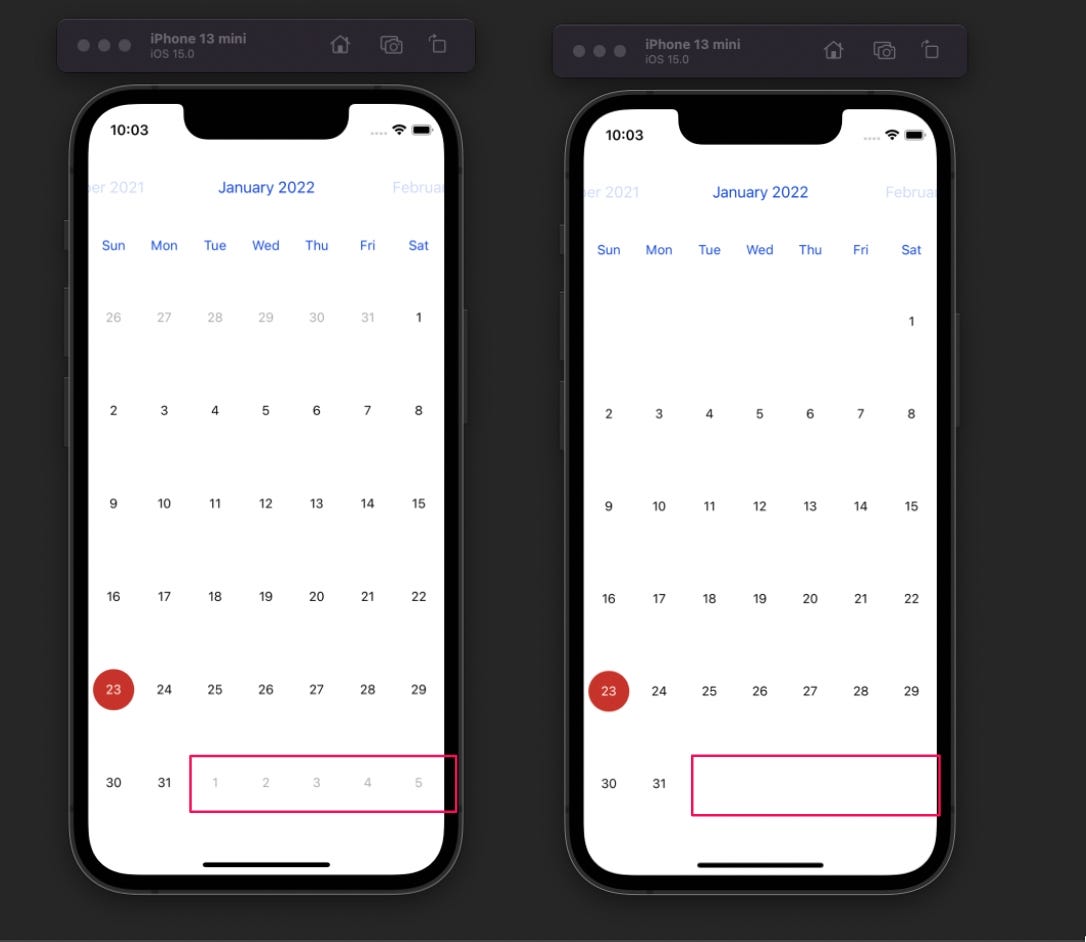 iPhone 13 mini
iOS 15.0
10:03
ber 2021 January 2022 Februar
Sun Mon Tue Wed Thu Fri Sat
26 27 28 29 30 31 1
2 3 4 5 6 7 8
9 10 11 12 13 14 15
16 17 18 19 20 21 22
23 24 25 26 27 28 29
30 31 1 2 3 4 5
iPhone 13 mini
iOS 15.0
10:03
ber 2021 January 2022 Februar
Sun Mon Tue Wed Thu Fri Sat
1
2 3 4 5 6 7 8
9 10 11 12 13 14 15
16 17 18 19 20 21 22
23 24 25 26 27 28 29
30 31